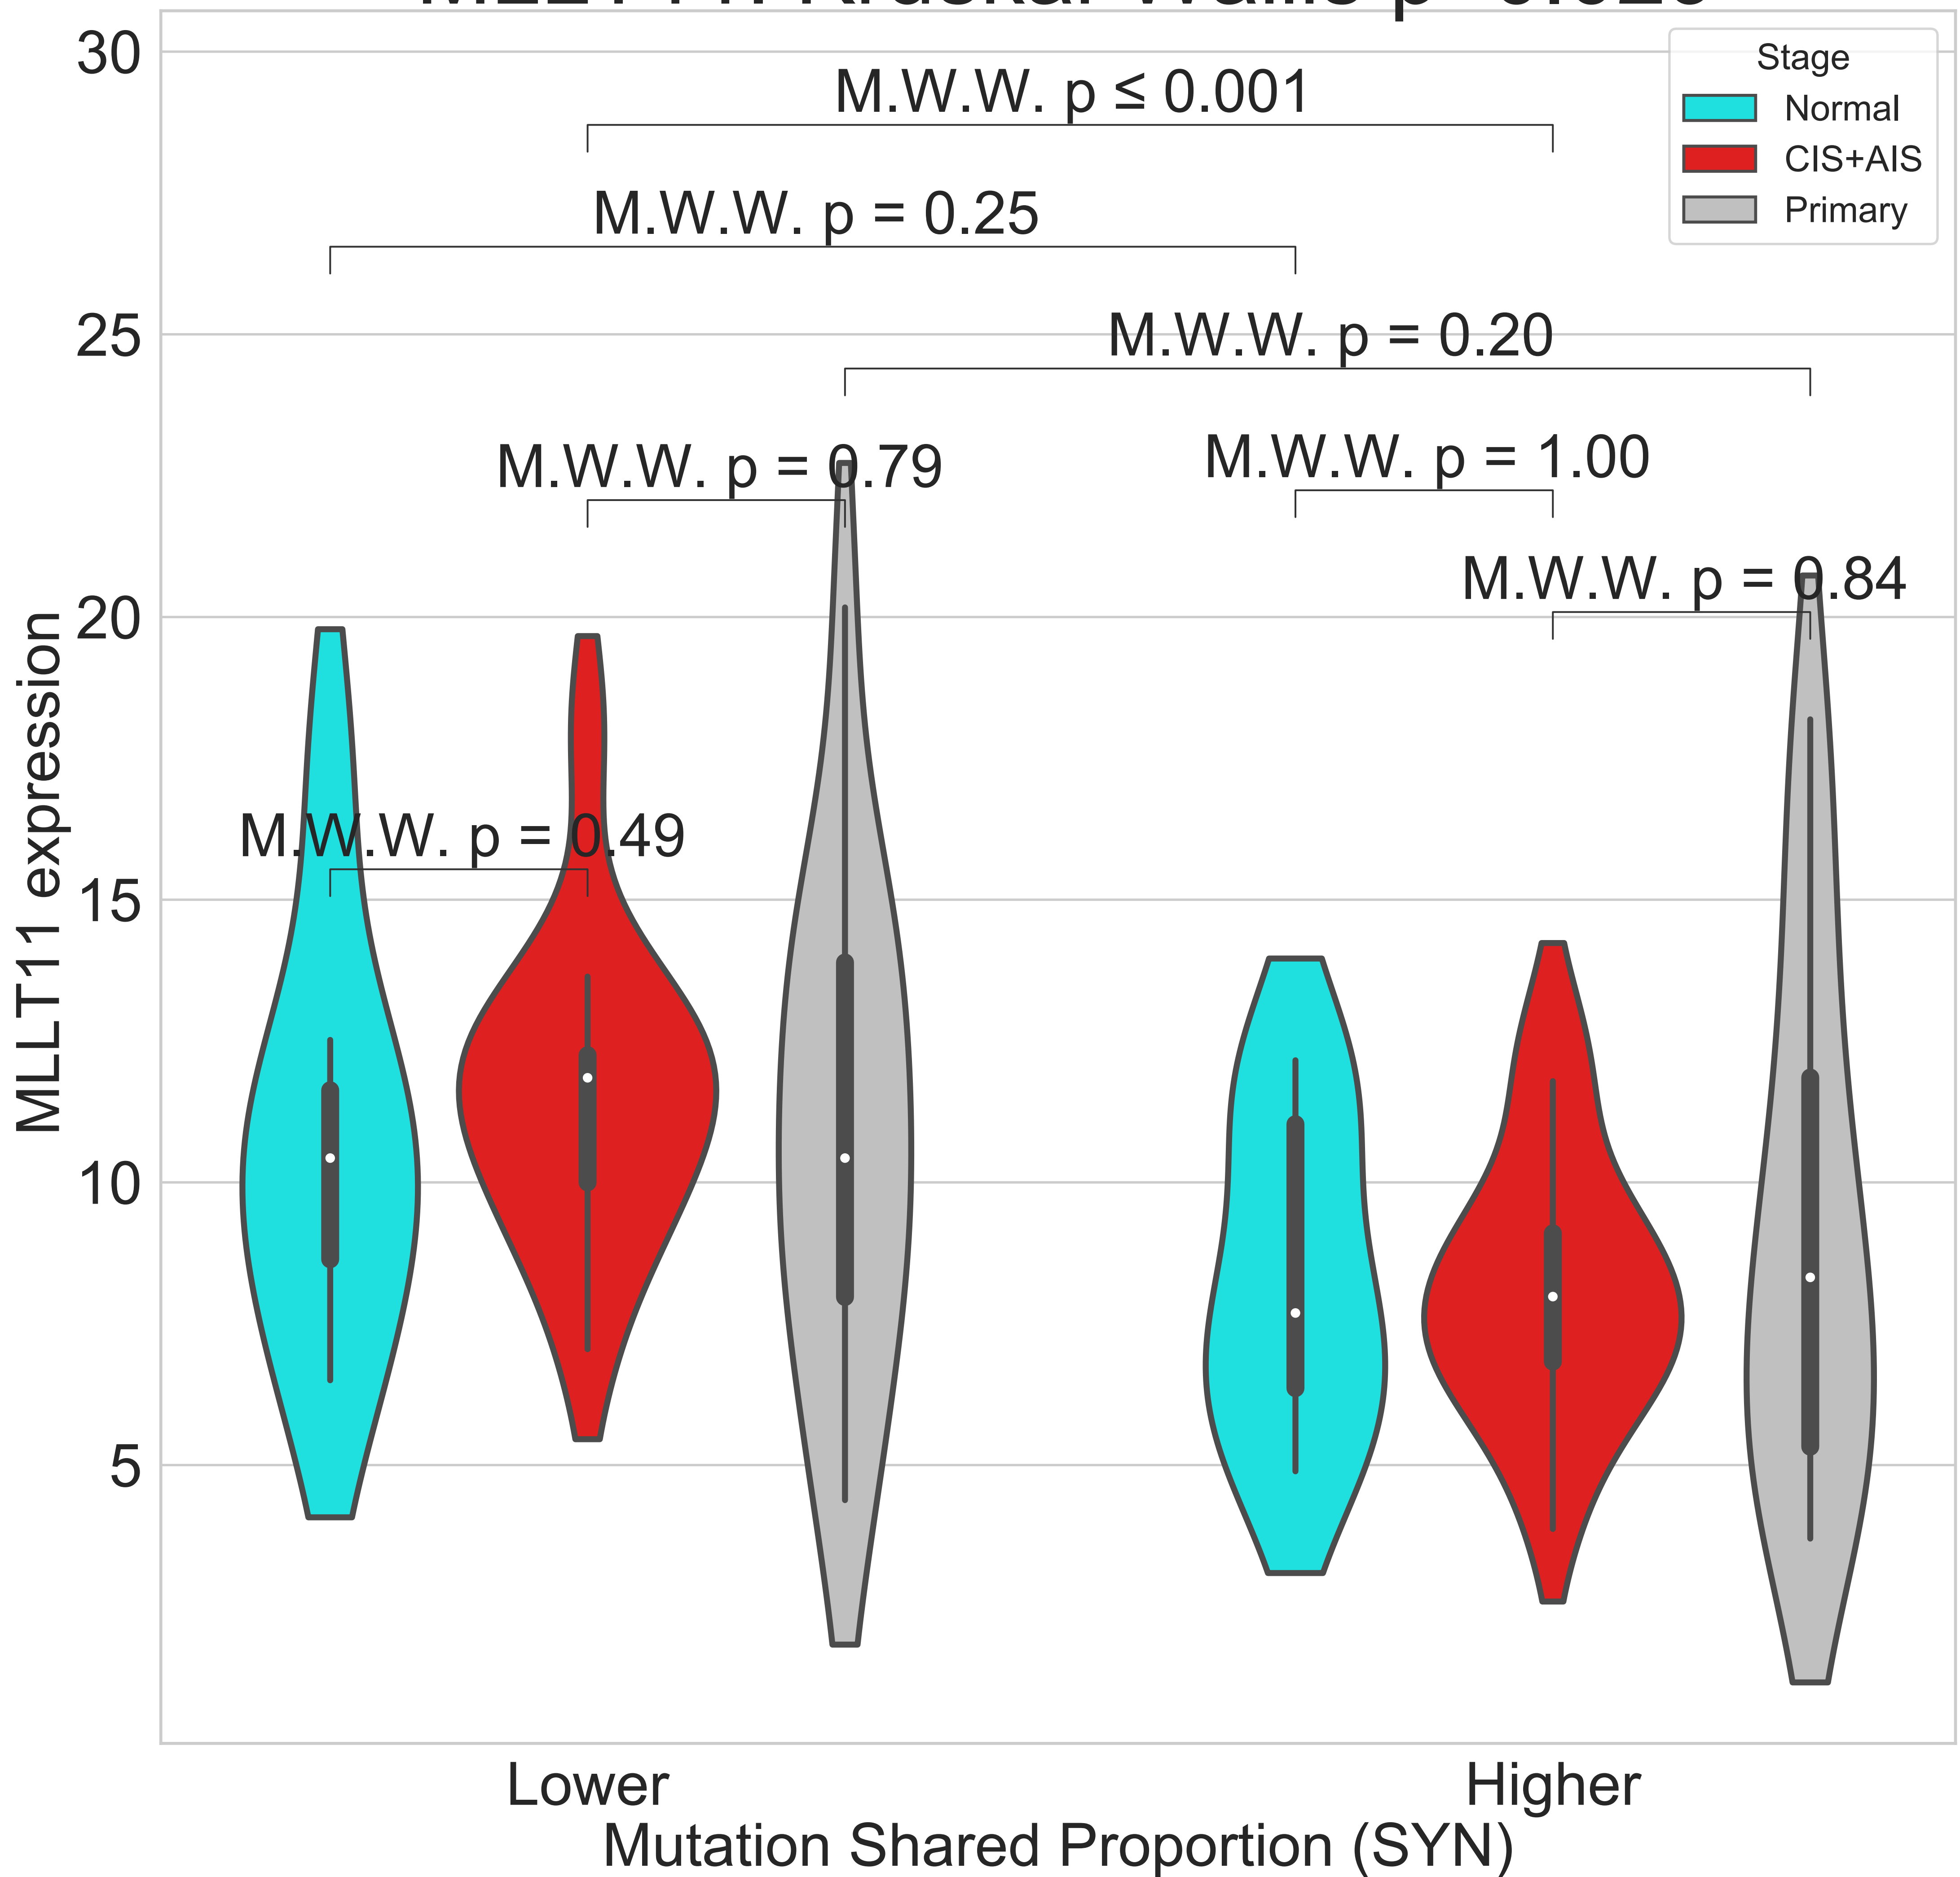 30
M.W.W. p ≤ 0.001
Stage
Normal
CIS+AIS
Primary
M.W.W. p = 0.25
25
M.W.W. p = 0.20
M.W.W. p = 0.79
M.W.W. p = 1.00
M.W.W. p = 0.84
20
M.W.W. p = 0.49
15
10
5
MLLT11 expression
Lower
Higher
Mutation Shared Proportion (SYN)